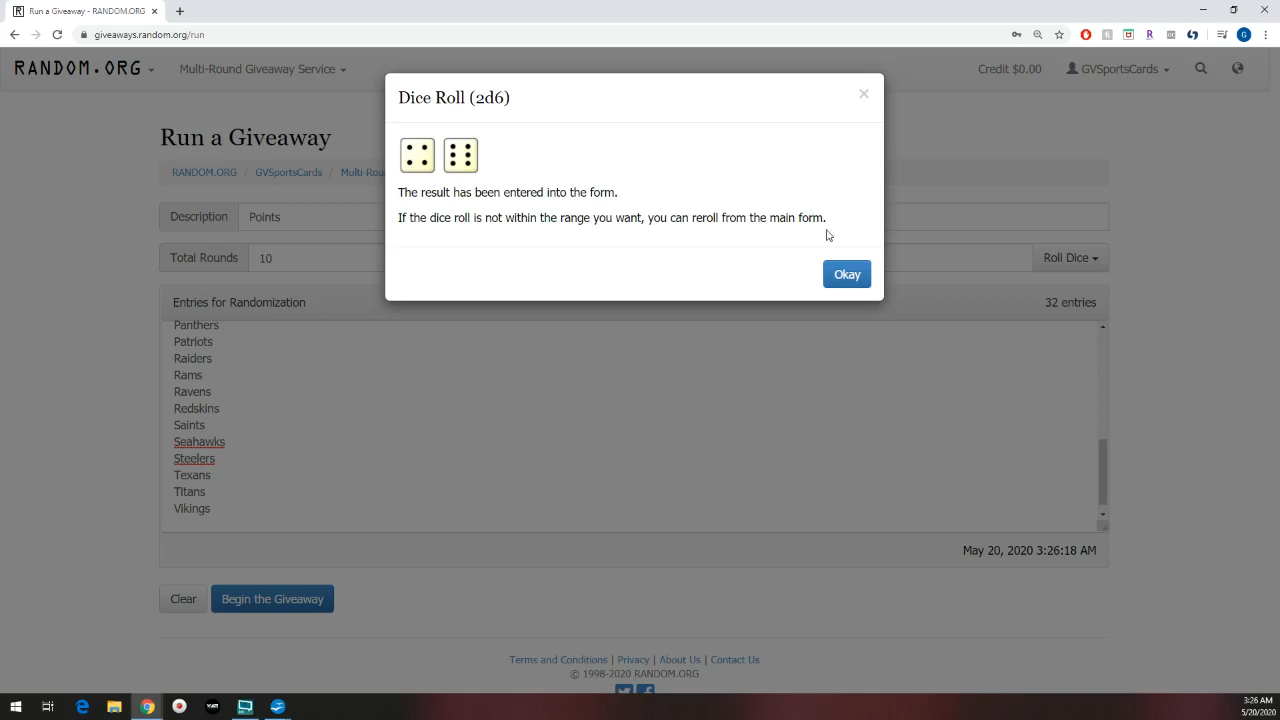 Run a Giveaway - RANDOM.ORG
giveaways.random.org/run
RANDOM.ORG
Multi-Round Giveaway Service
Credit $0.00
GVSportsCards
Dice Roll (2d6)
The result has been entered into the form.
If the dice roll is not within the range you want, you can reroll from the main form.
Okay
Run a Giveaway
RANDOM.ORG / GVSportsCards / Multi-Rou
Description Points
Total Rounds 10 Roll Dice
Entries for Randomization 32 entries
Panthers
Patriots
Raiders
Rams
Ravens
Redskins
Saints
Seahawks
Steelers
Texans
Titans
Vikings
May 20, 2020 3:26:18 AM
Clear Begin the Giveaway
Terms and Conditions | Privacy | About Us | Contact Us
© 1998-2020 RANDOM.ORG
3:26 AM
5/20/2020